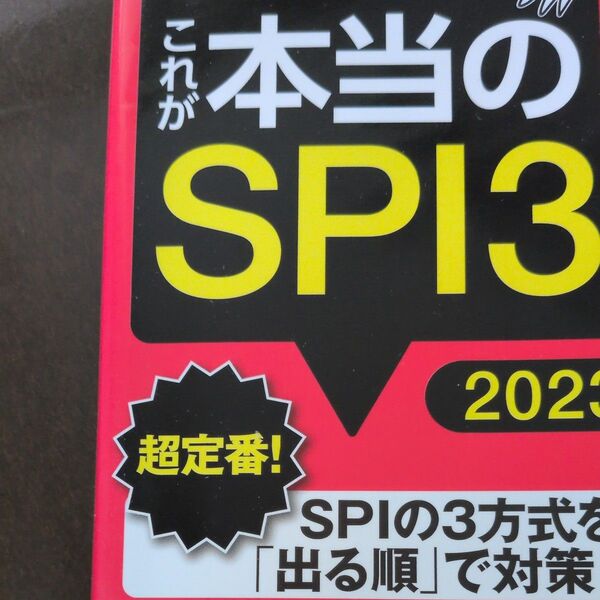 これが
本当の
SPI3
2023
超定番!
SPIの3方式を
「出る順」で対策